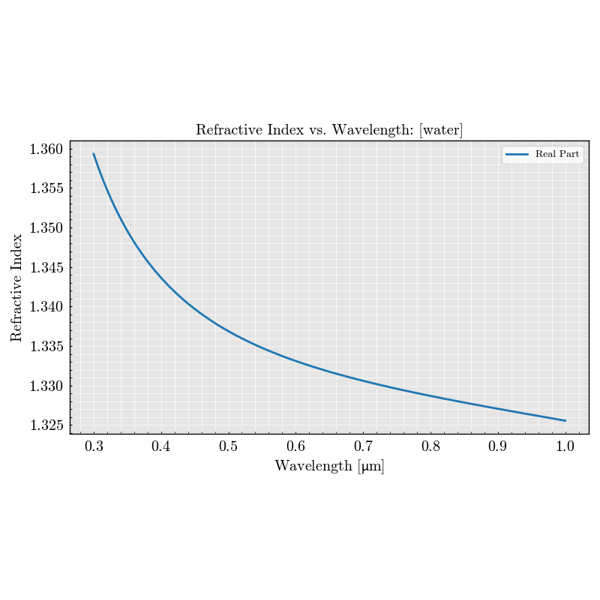 Refractive Index vs. Wavelength: [water]
Real Part
Refractive Index
1.360
1.355
1.350
1.345
1.340
1.335
1.330
1.325
0.3 0.4 0.5 0.6 0.7 0.8 0.9 1.0
Wavelength [µm]